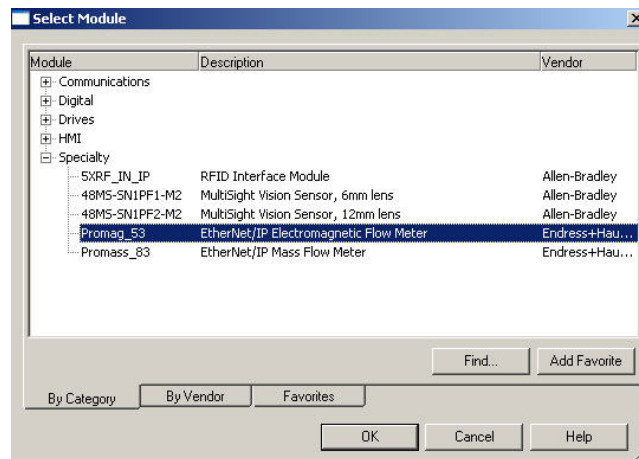 Select Module
Module Description Vendor
Communications
Digital
Drives
HMI
Specialty
5XRF_IN_IP RFID Interface Module Allen-Bradley
48MS-SN1PF1-M2 MultiSight Vision Sensor, 6mm lens Allen-Bradley
48MS-SN1PF2-M2 MultiSight Vision Sensor, 12mm lens Allen-Bradley
Promag_53 EtherNet/IP Electromagnetic Flow Meter Endress+Hau...
Promass_83 EtherNet/IP Mass Flow Meter Endress+Hau...
Find... Add Favorite
By Category By Vendor Favorites
OK Cancel Help